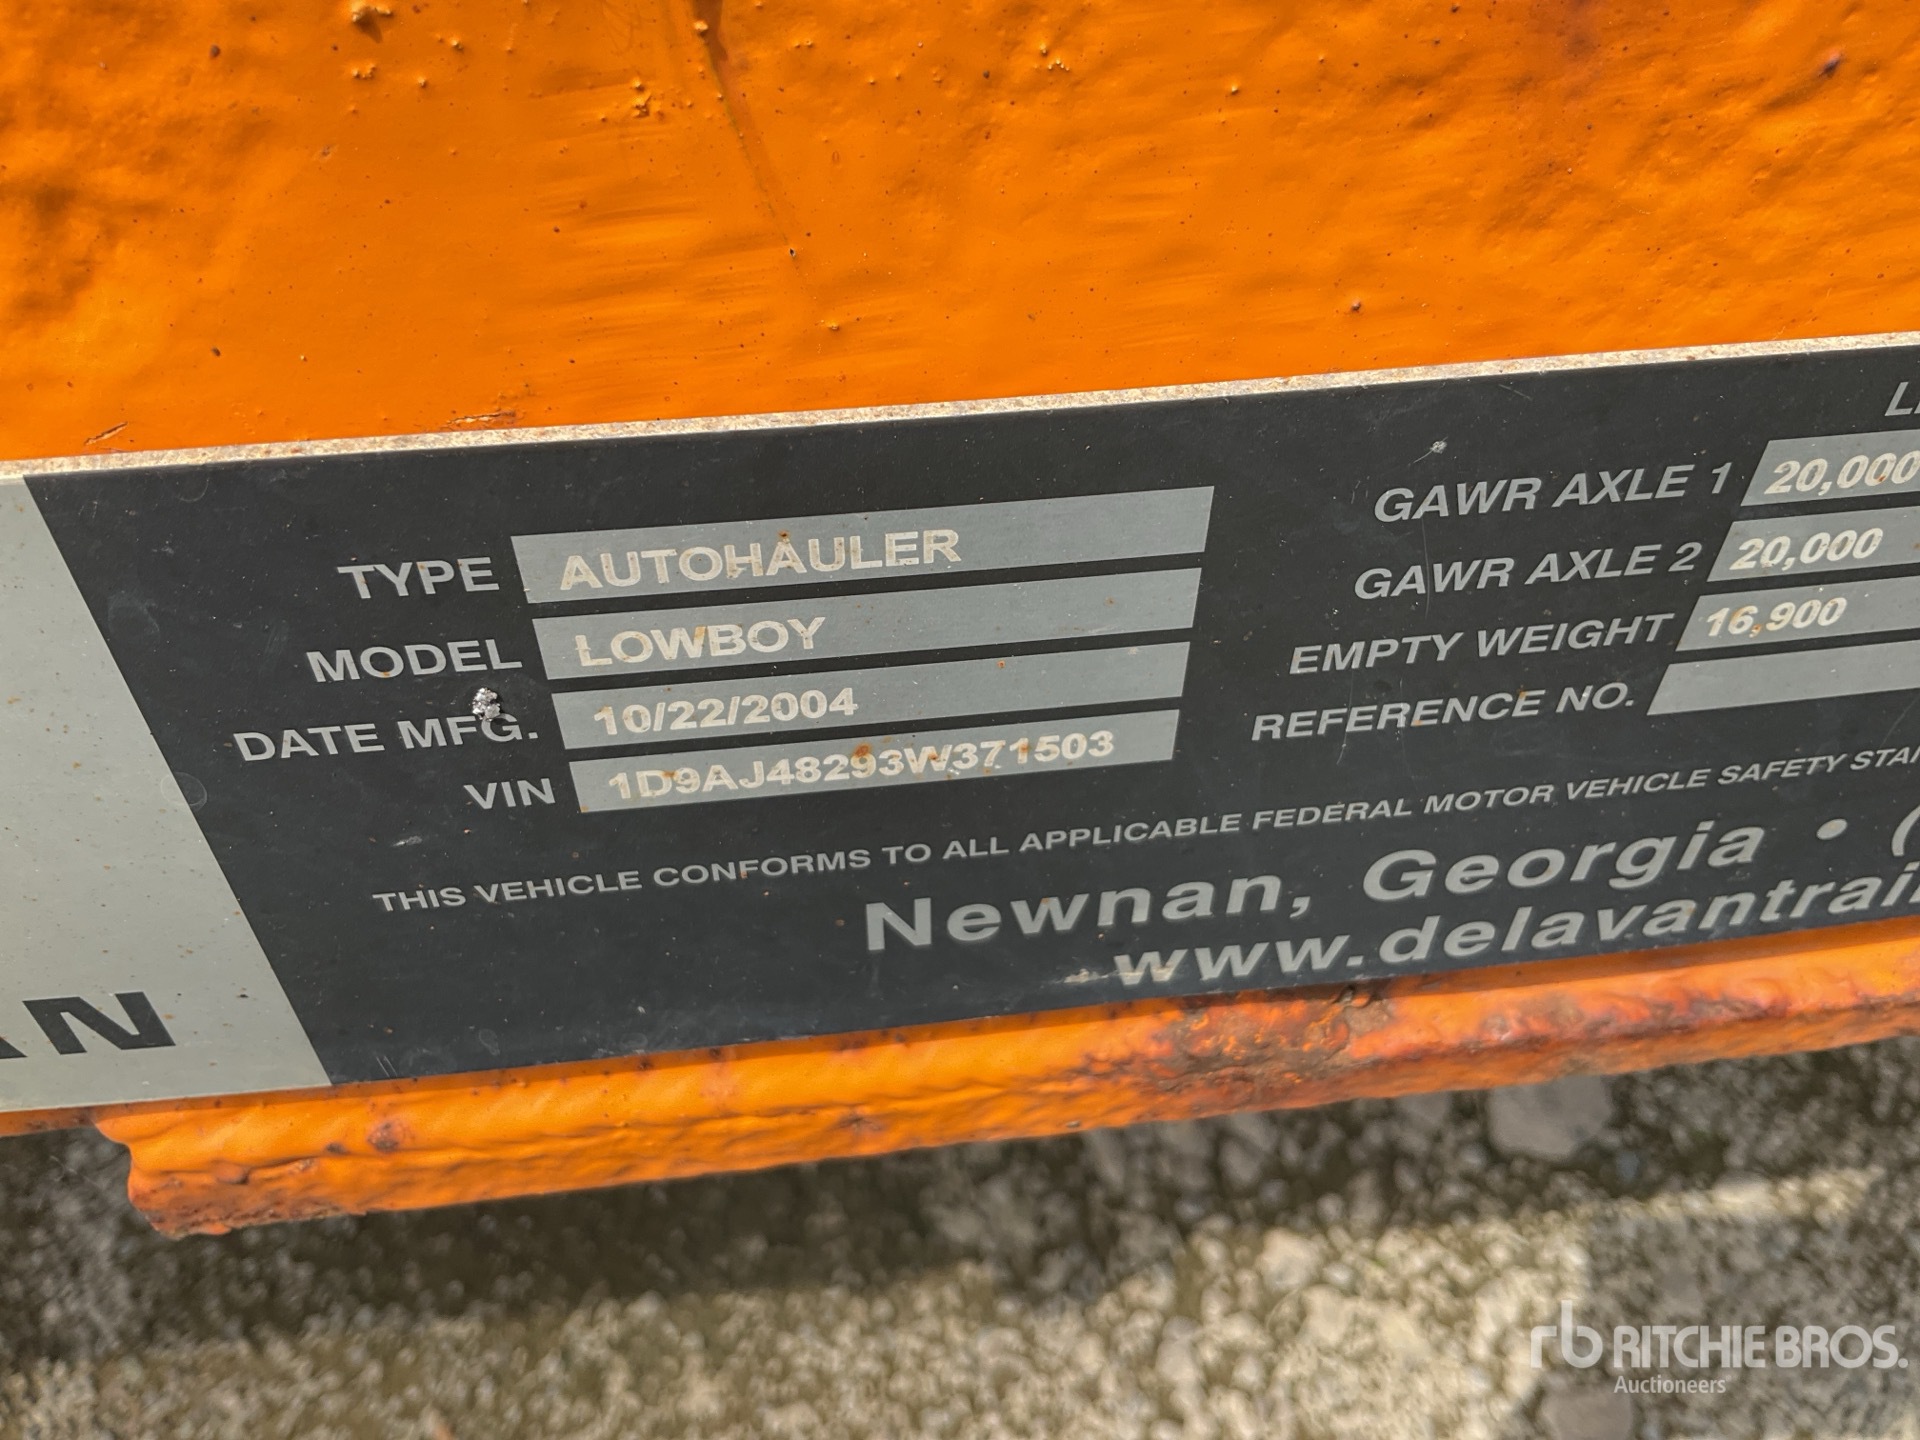 TYPE AUTOHAULER
MODEL LOWBOY
DATE MFG. 10/22/2004
VIN 1D9AJ48293W371503
GAWR AXLE 1 20,000
GAWR AXLE 2 20,000
EMPTY WEIGHT 16,900
REFERENCE NO.
THIS VEHICLE CONFORMS TO ALL APPLICABLE FEDERAL MOTOR VEHICLE SAFETY
Newnan, Georgia • (
www.delavantrail
rb RITCHIE BROS.
Auctioneers